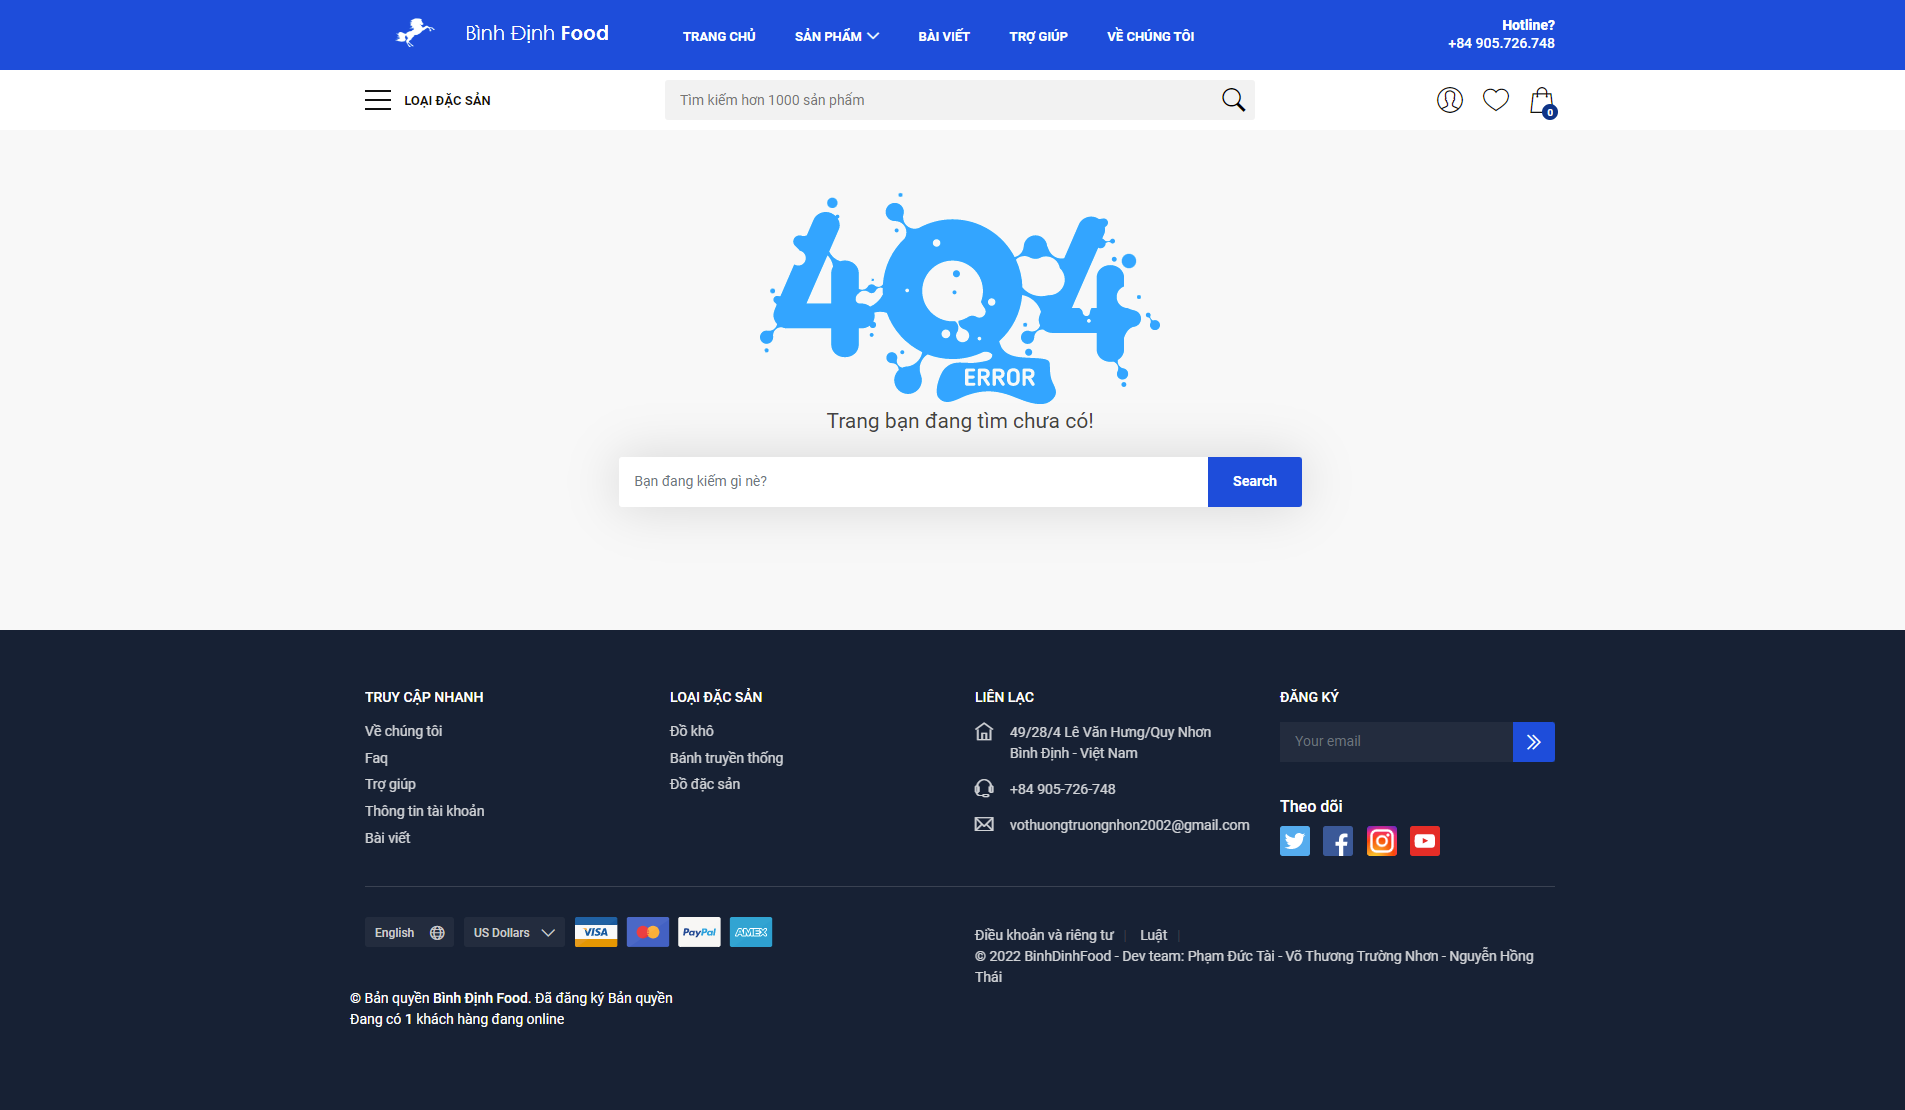 Bình Định Food
TRANG CHỦ
SẢN PHẨM
BÀI VIẾT
TRỢ GIÚP
VỀ CHÚNG TÔI
Hotline?
+84 905.726.748
LOẠI ĐẶC SẢN
Tìm kiếm hơn 1000 sản phẩm
0
404
ERROR
Trang bạn đang tìm chưa có!
Bạn đang kiếm gì nè?
Search
TRUY CẬP NHANH
Về chúng tôi
Faq
Trợ giúp
Thông tin tài khoản
Bài viết
LOẠI ĐẶC SẢN
Đồ khô
Bánh truyền thống
Đồ đặc sản
LIÊN LẠC
49/28/4 Lê Văn Hưng/Quy Nhơn
Bình Định - Việt Nam
+84 905-726-748
vothuongtruongnhon2002@gmail.com
ĐĂNG KÝ
Your email
Theo dõi
English
US Dollars
VISA
PayPal
AMEX
Điều khoản và riêng tư
Luật
© 2022 BinhDinhFood - Dev team: Phạm Đức Tài - Võ Thương Trường Nhơn - Nguyễn Hồng
Thái
© Bản quyền Bình Định Food. Đã đăng ký Bản quyền
Đang có 1 khách hàng đang online